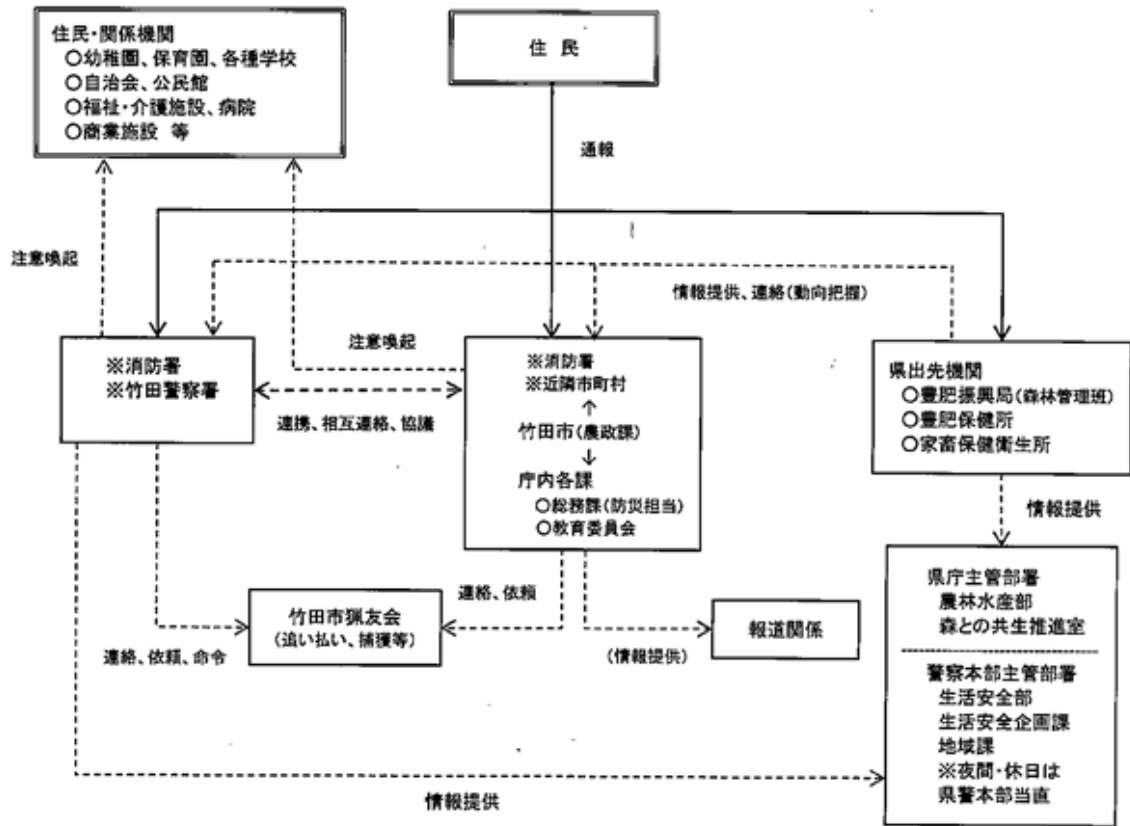 住民・関係機関
○幼稚園、保育園、各種学校
○自治会、公民館
○福祉・介護施設、病院
○商業施設 等
住 民
通報
注意喚起
情報提供、連絡(動向把握)
※消防署
※竹田警察署
注意喚起
連携、相互連絡、協議
※消防署
※近隣市町村
↑
竹田市(農政課)
↓
庁内各課
○総務課(防災担当)
○教育委員会
県出先機関
○豊肥振興局(森林管理班)
○豊肥保健所
○家畜保健衛生所
情報提供
連絡、依頼
竹田市猟友会
(追い払い、捕獲等)
連絡、依頼、命令
報道関係
(情報提供)
県庁主管部署
農林水産部
森との共生推進室
警察本部主管部署
生活安全部
生活安全企画課
地域課
※夜間・休日は
県警本部当直
情報提供